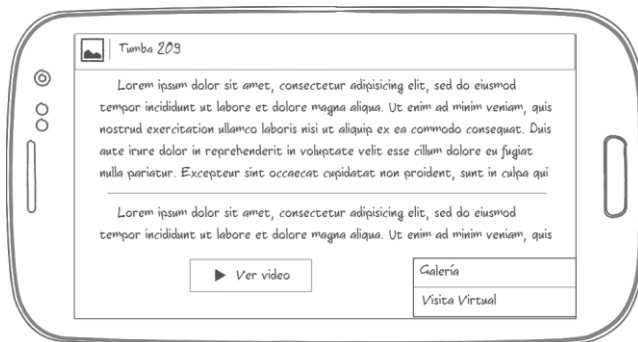 Tumba 209
Lorem ipsum dolor sit amet, consectetur adipisicing elit, sed do eiusmod
tempor incididunt ut labore et dolore magna aliqua. Ut enim ad minim veniam, quis
nostrud exercitation ullamco laboris nisi ut aliquip ex ea commodo consequat. Duis
aute irure dolor in reprehenderit in voluptate velit esse cillum dolore eu fugiat
nulla pariatur. Excepteur sint occaecat cupidatat non proident, sunt in culpa qui
Lorem ipsum dolor sit amet, consectetur adipisicing elit, sed do eiusmod
tempor incididunt ut labore et dolore magna aliqua. Ut enim ad minim veniam, quis
Ver video
Galería
Visita Virtual